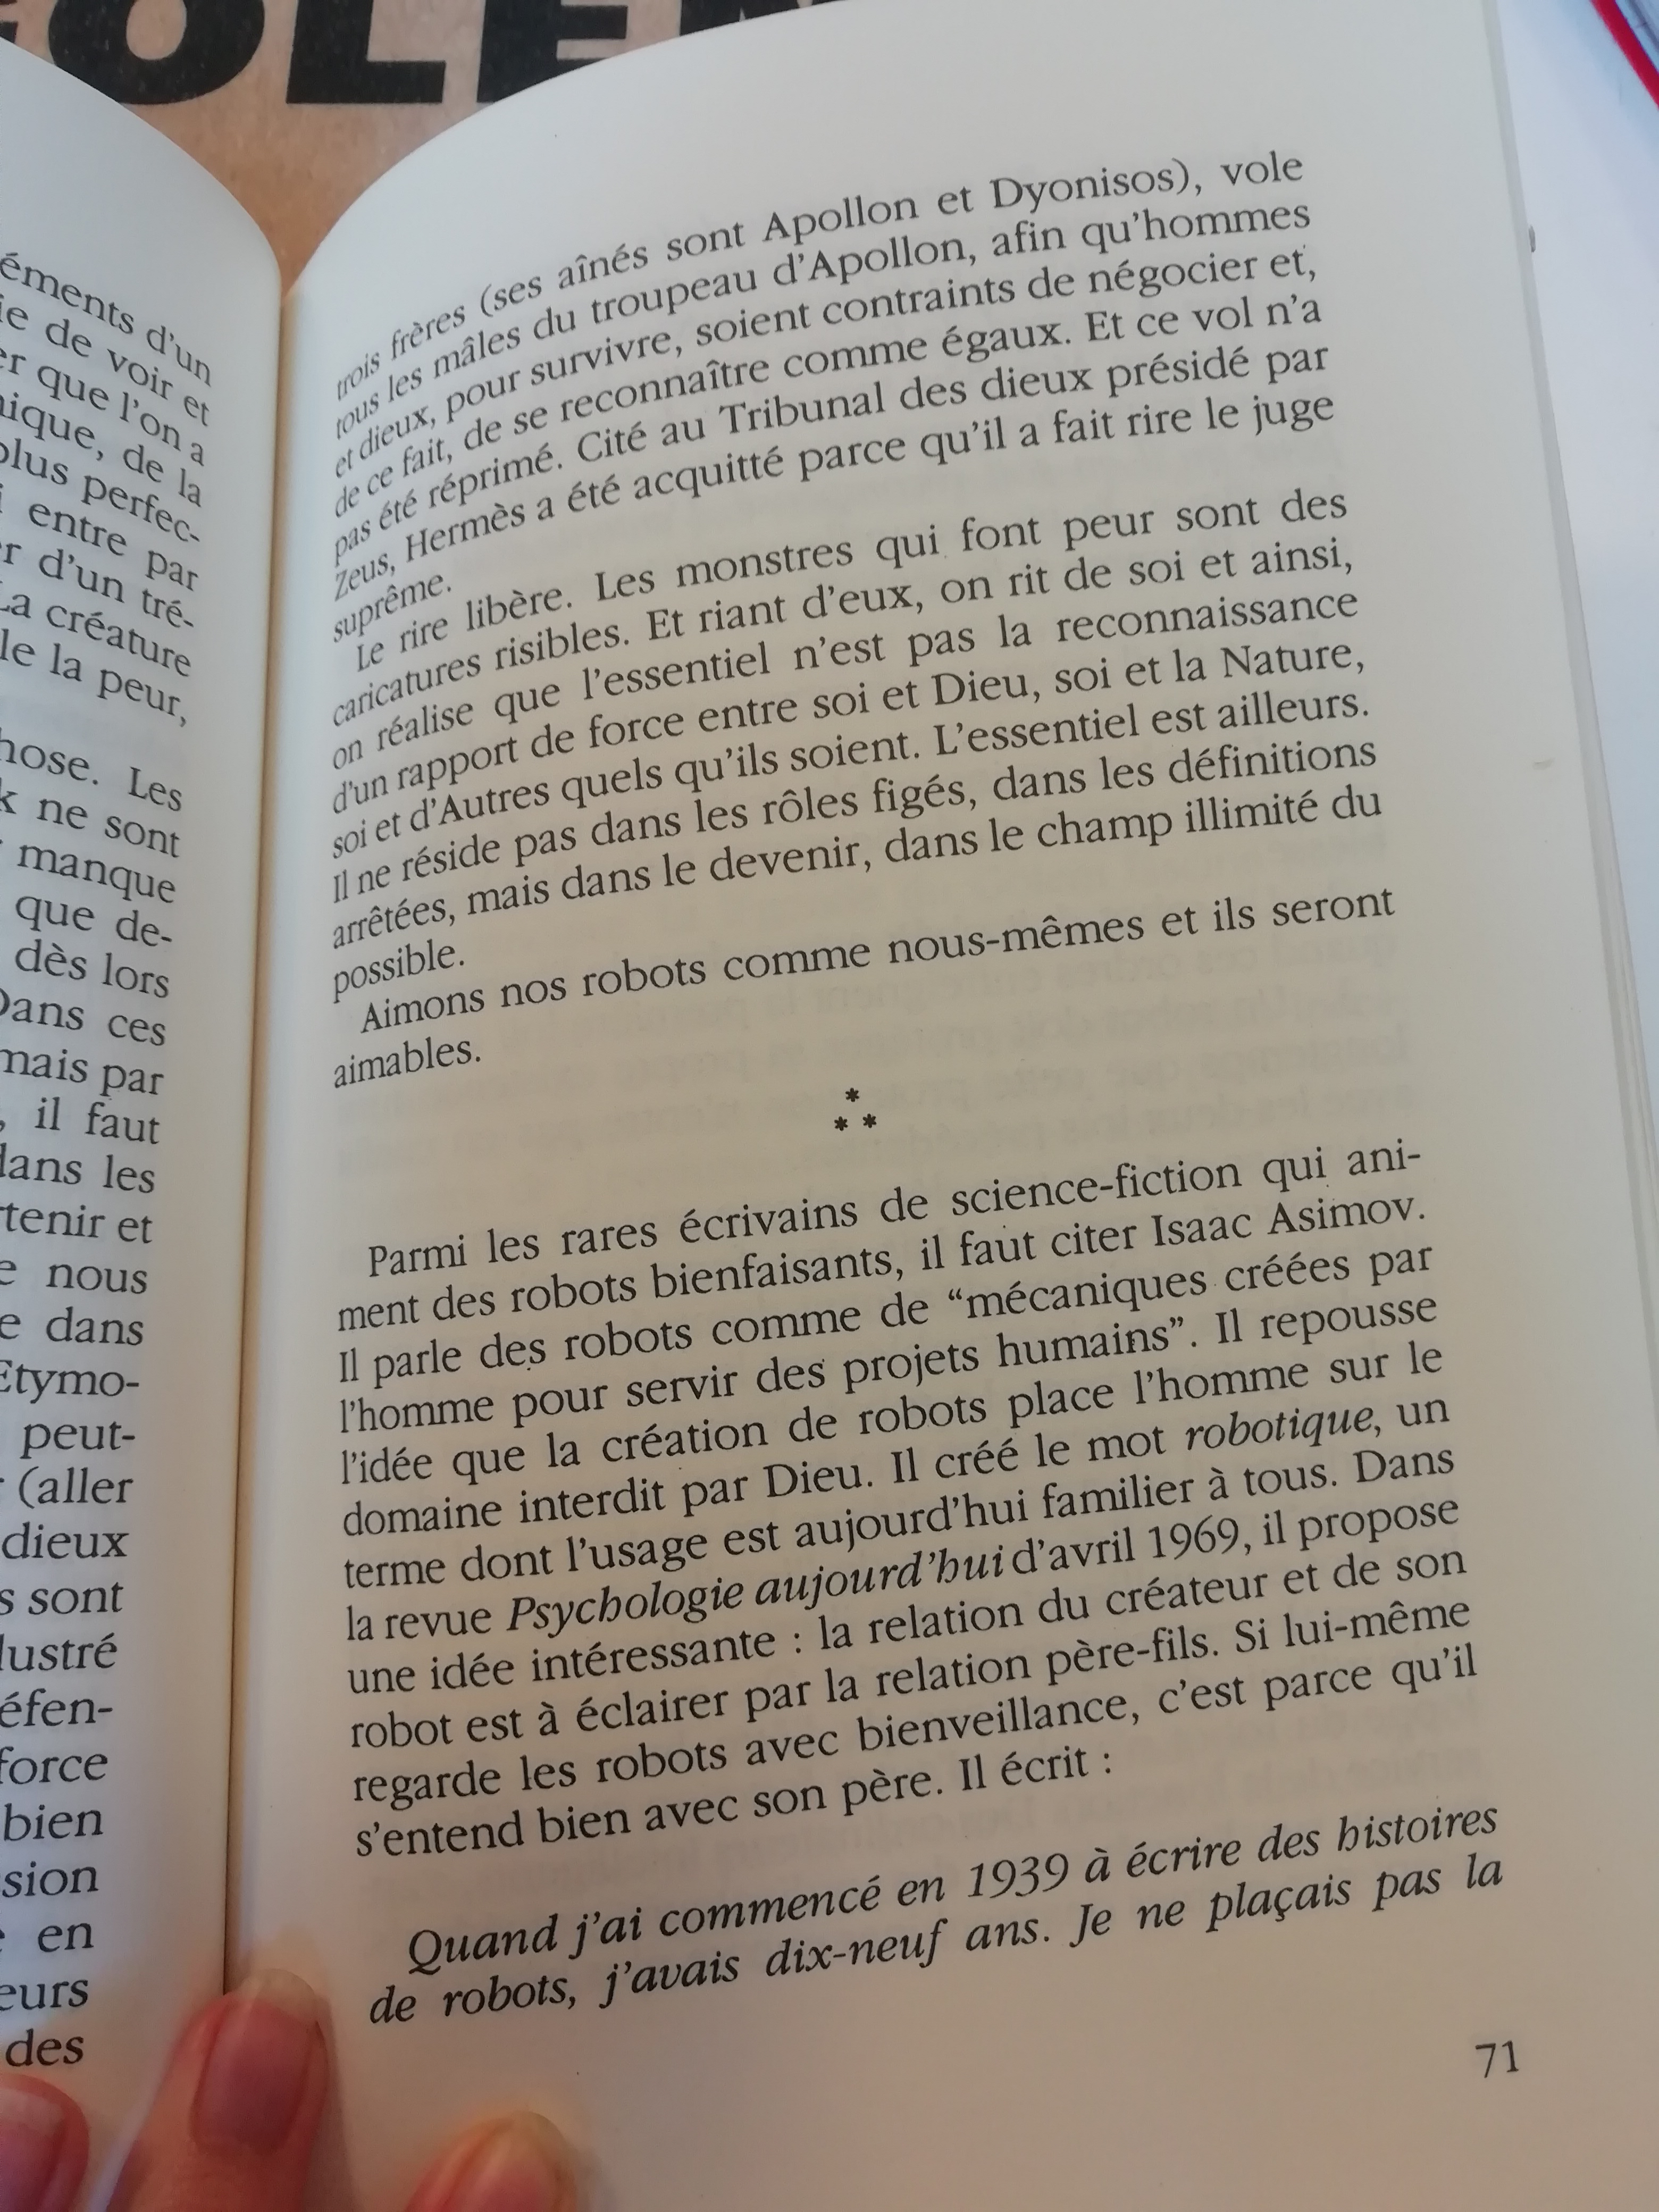 OLE
éments d'un
ie de voir et
er que l'on a
nique, de la
plus perfec-
i entre par
er d'un tré-
La créature
le la peur,
hose. Les
k ne sont
manque
que de-
dès lors
Dans ces
mais par
, il faut
dans les
tenir et
e nous
e dans
Etymo-
peut-
(aller
dieux
s sont
lustré
éfen-
force
bien
sion
en
eurs
des
trois frères (ses aînés sont Apollon et Dyonisos), vole
tous les mâles du troupeau d'Apollon, afin qu'hommes
et dieux, pour survivre, soient contraints de négocier et,
de ce fait, de se reconnaître comme égaux. Et ce vol n'a
pas été réprimé. Cité au Tribunal des dieux présidé par
Zeus, Hermès a été acquitté parce qu'il a fait rire le juge
suprême.
Le rire libère. Les monstres qui font peur sont des
caricatures risibles. Et riant d'eux, on rit de soi et ainsi,
on réalise que l'essentiel n'est pas la reconnaissance
d'un rapport de force entre soi et Dieu, soi et la Nature,
soi et d'Autres quels qu'ils soient. L'essentiel est ailleurs.
Il ne réside pas dans les rôles figés, dans les définitions
arrêtées, mais dans le devenir, dans le champ illimité du
possible.
Aimons nos robots comme nous-mêmes et ils seront
aimables.
*
* *
Parmi les rares écrivains de science-fiction qui ani-
ment des robots bienfaisants, il faut citer Isaac Asimov.
Il parle des robots comme de “mécaniques créées par
l'homme pour servir des projets humains”. Il repousse
l'idée que la création de robots place l'homme sur le
domaine interdit par Dieu. Il créé le mot robotique, un
terme dont l'usage est aujourd'hui familier à tous. Dans
la revue Psychologie aujourd'hui d'avril 1969, il propose
une idée intéressante : la relation du créateur et de son
robot est à éclairer par la relation père-fils. Si lui-même
regarde les robots avec bienveillance, c'est parce qu'il
s'entend bien avec son père. Il écrit :
Quand j'ai commencé en 1939 à écrire des histoires
de robots, j'avais dix-neuf ans. Je ne plaçais pas la
71